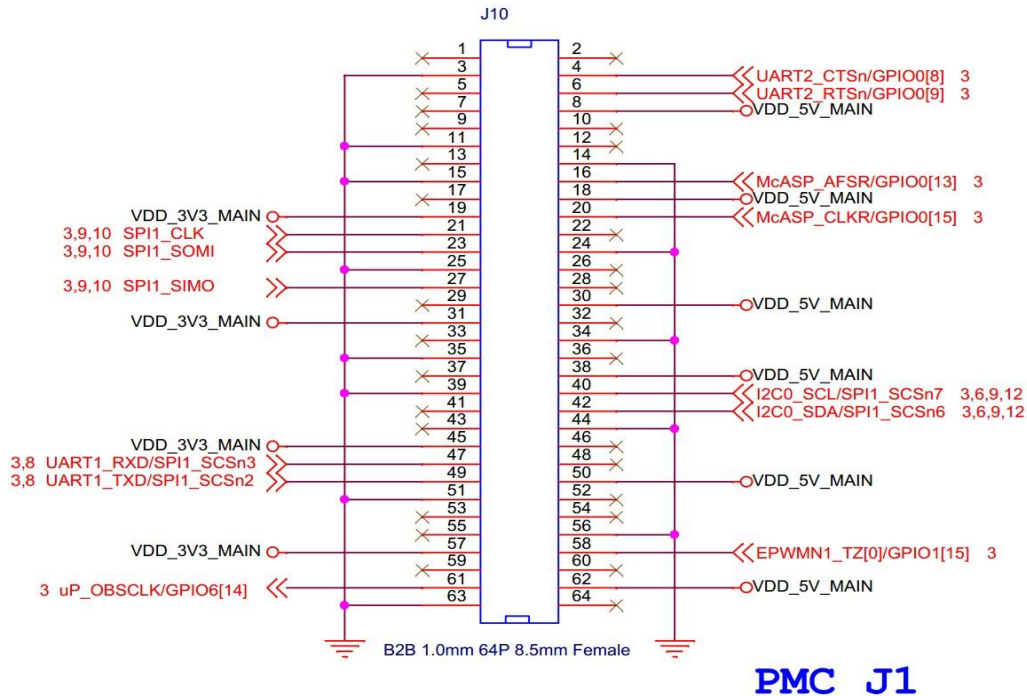 J10
1 2
3 4 UART2_CTSn/GPIO0[8] 3
5 6 UART2_RTSn/GPIO0[9] 3
7 8 VDD_5V_MAIN
9 10
11 12
13 14
15 16 McASP_AFSR/GPIO0[13] 3
17 18 VDD_5V_MAIN
VDD_3V3_MAIN 19 20 McASP_CLKR/GPIO0[15] 3
3,9,10 SPI1_CLK 21 22
3,9,10 SPI1_SOMI 23 24
25 26
3,9,10 SPI1_SIMO 27 28
29 30 VDD_5V_MAIN
VDD_3V3_MAIN 31 32
33 34
35 36
37 38 VDD_5V_MAIN
39 40 I2C0_SCL/SPI1_SCSn7 3,6,9,12
41 42 I2C0_SDA/SPI1_SCSn6 3,6,9,12
43 44
VDD_3V3_MAIN 45 46
3,8 UART1_RXD/SPI1_SCSn3 47 48
3,8 UART1_TXD/SPI1_SCSn2 49 50 VDD_5V_MAIN
51 52
53 54
55 56
VDD_3V3_MAIN 57 58 EPWMN1_TZ[0]/GPIO1[15] 3
59 60
3 uP_OBSCLK/GPIO6[14] 61 62 VDD_5V_MAIN
63 64
B2B 1.0mm 64P 8.5mm Female
PMC J1